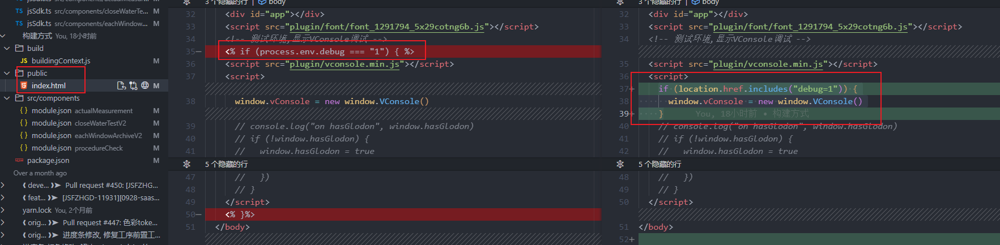 TS jsSdk.ts src/components/actualMeasur...
TS jsSdk.ts src/components/closeWaterTe...
TS jsSdk.ts src/components/eachWindow...
构建方式 You, 18小时前
build
JS buildingContext.js M
public
index.html M
src/components
{ } module.json actualMeasurement M
{ } module.json closeWaterTestV2 M
{ } module.json eachWindowArchiveV2 M
{ } module.json procedureCheck M
package.json M
Over a month ago
deve... Pull request #450: [JSFZHG...
feat... [JSFZHGD-11931][0928-saas...
yarn.lock You, 2个月前
orig... Pull request #447: 色彩toke...
orig... 进度条修改, 修复工序前置工...
3 个隐藏的行 | body
32 <div id="app"></div>
33 <script src="plugin/font/font_1291794_5x29cotng6b.js"></script>
34 <!-- 测试环境,显示VConsole调试 -->
35— <% if (process.env.debug === "1") { %>
36 <script src="plugin/vconsole.min.js"></script>
37 <script>
38 window.vConsole = new window.VConsole()
39 // console.log("on hasGlodon", window.hasGlodon)
40 // if (!window.hasGlodon) {
41 //   window.hasGlodon = true
5 个隐藏的行
47 //   })
48 // }
49 </script>
50— <% }%>
51 </body>
3 个隐藏的行 | body
32 <div id="app"></div>
33 <script src="plugin/font/font_1291794_5x29cotng6b.js"></script>
34 <!-- 测试环境,显示VConsole调试 -->
35 <script src="plugin/vconsole.min.js"></script>
36 <script>
37+ if (location.href.includes("debug=1")) {
38 window.vConsole = new window.VConsole()
39+ } You, 18小时前 • 构建方式
40 // console.log("on hasGlodon", window.hasGlodon)
41 // if (!window.hasGlodon) {
42 //   window.hasGlodon = true
5 个隐藏的行
48 //   })
49 // }
50 </script>
51 </body>
52+